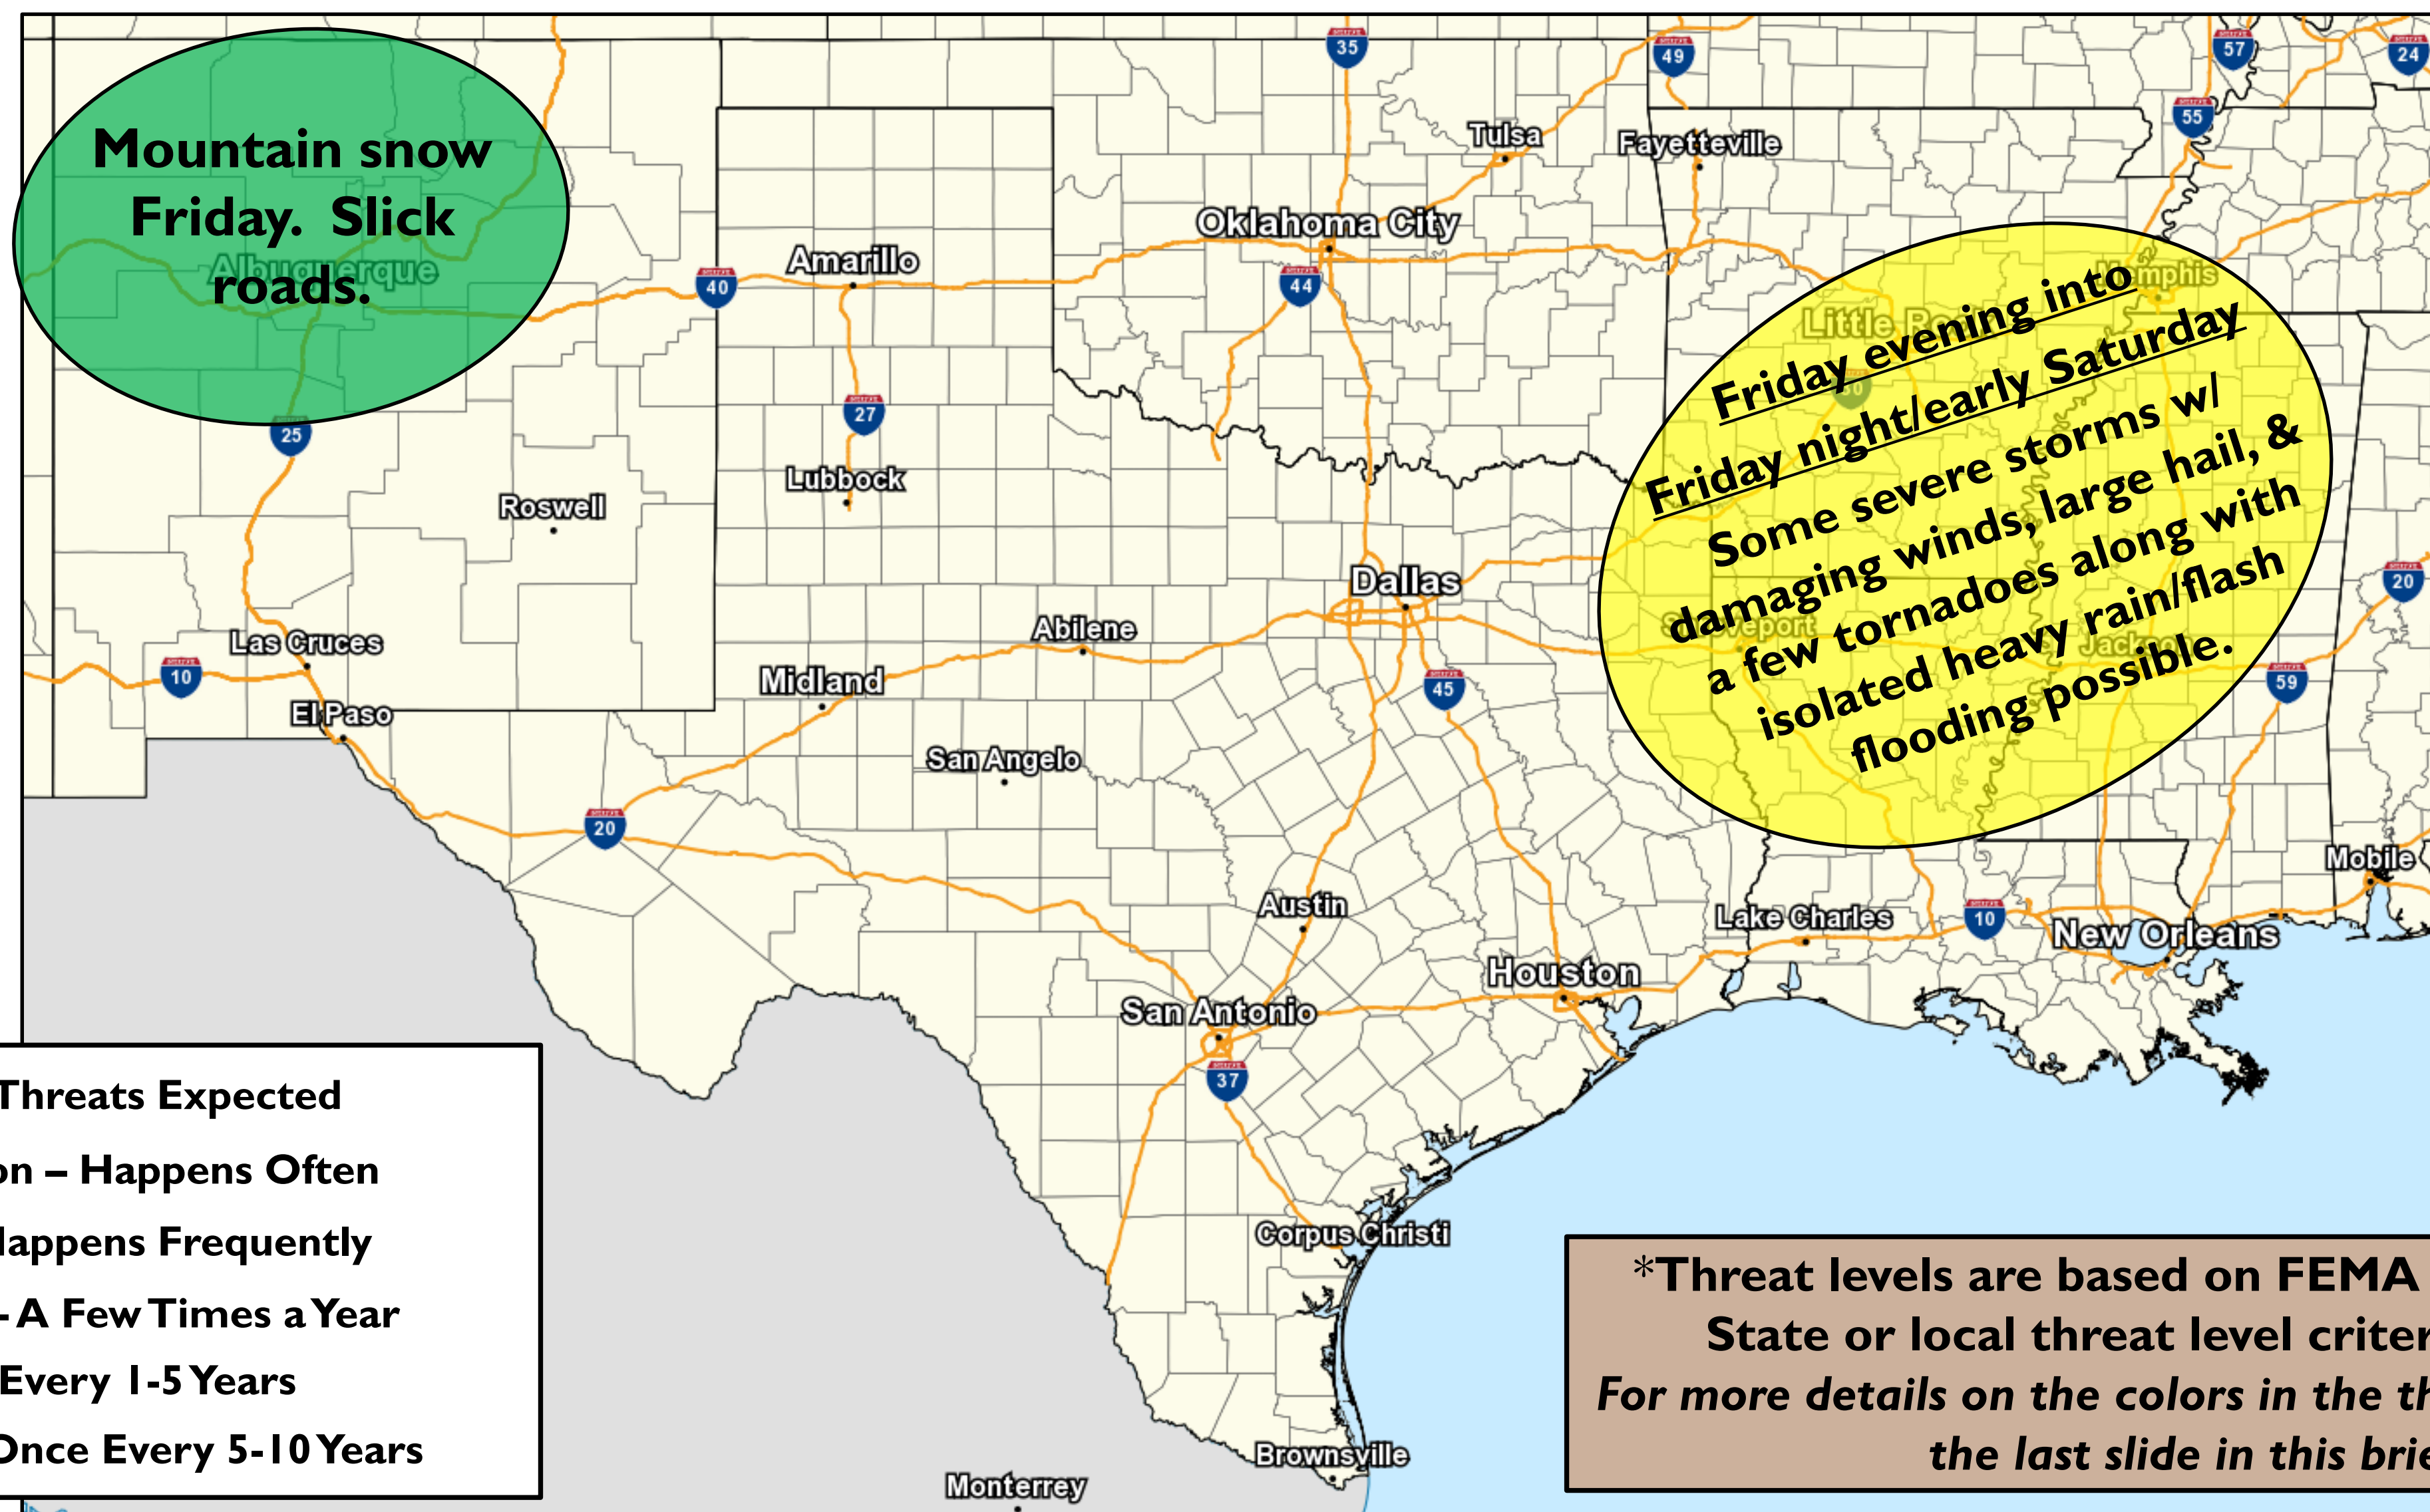 35
49
57
24
55
Mountain snow
Friday. Slick
roads.
Albuquerque
Tulsa
Fayetteville
Oklahoma City
Amarillo
40
44
Memphis
Little Rock
Friday evening into
Friday night/early Saturday
Some severe storms w/
damaging winds, large hail, &
a few tornadoes along with
isolated heavy rain/flash
flooding possible.
25
27
Lubbock
Roswell
Dallas
20
Shreveport
Jackson
Las Cruces
Abilene
10
Midland
45
59
El Paso
San Angelo
20
Mobile
Austin
Lake Charles
10
New Orleans
Houston
San Antonio
37
Threats Expected
on – Happens Often
Happens Frequently
- A Few Times a Year
Every 1-5 Years
Once Every 5-10 Years
Corpus Christi
*Threat levels are based on FEMA
State or local threat level criter
For more details on the colors in the th
the last slide in this brie
Brownsville
Monterrey